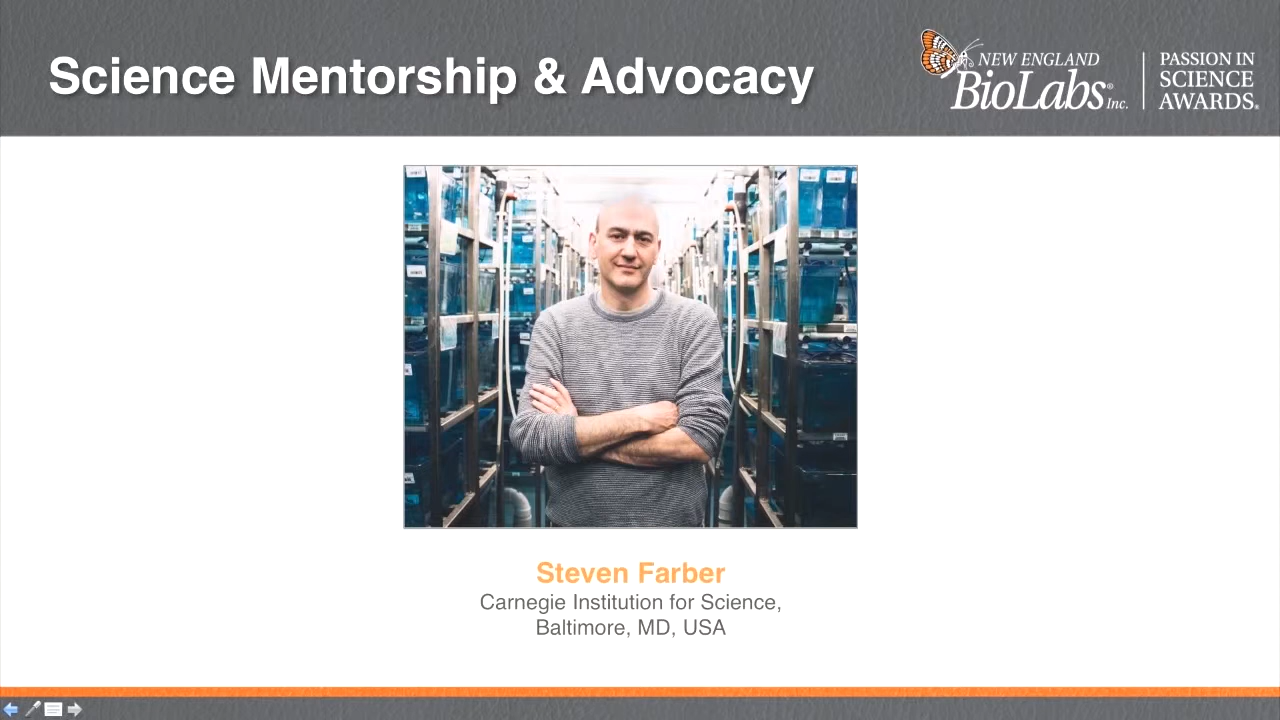 Science Mentorship & Advocacy
NEW ENGLAND
BioLabs® Inc.
PASSION IN
SCIENCE
AWARDS®
Steven Farber
Carnegie Institution for Science,
Baltimore, MD, USA